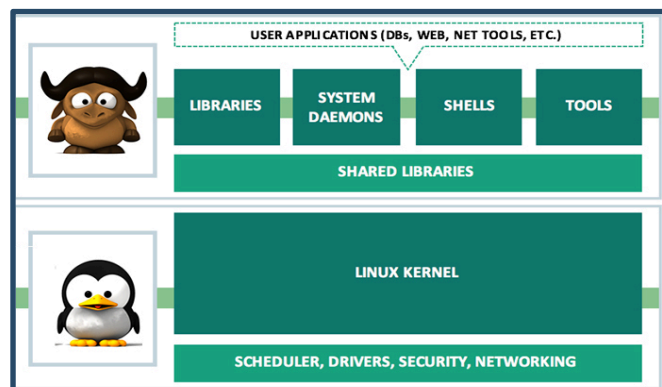 USER APPLICATIONS (DBs, WEB, NET TOOLS, ETC.)
LIBRARIES
SYSTEM
DAEMONS
SHELLS
TOOLS
SHARED LIBRARIES
LINUX KERNEL
SCHEDULER, DRIVERS, SECURITY, NETWORKING